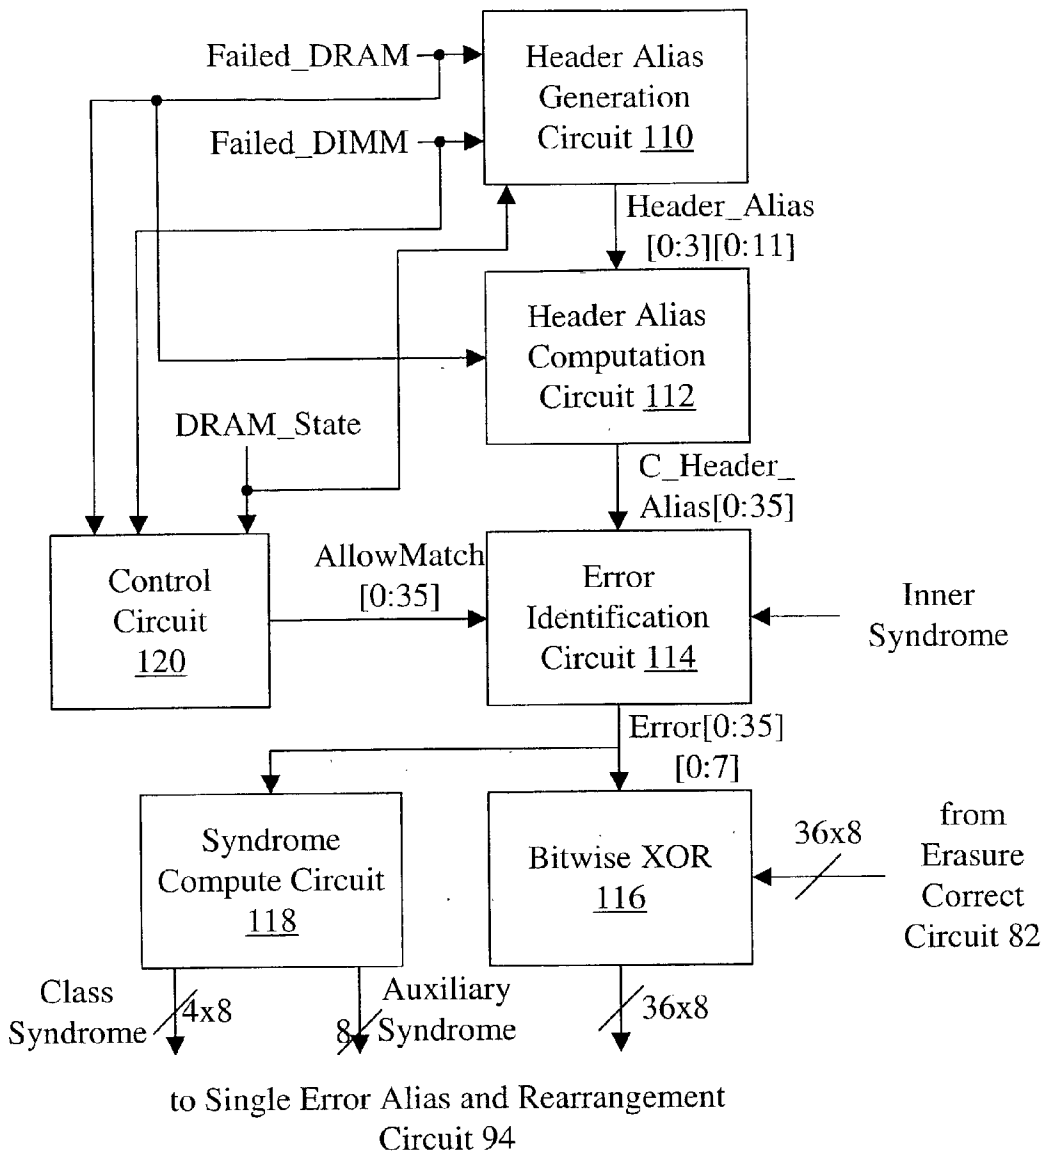 Failed_DRAM
Header Alias
Generation
Circuit 110
Failed_DIMM
Header_Alias
[0:3][0:11]
Header Alias
Computation
Circuit 112
DRAM_State
C_Header_
Alias[0:35]
Control
Circuit
120
AllowMatch
[0:35]
Error
Identification
Circuit 114
Inner
Syndrome
Error[0:35]
[0:7]
Syndrome
Compute Circuit
118
Bitwise XOR
116
36x8
from
Erasure
Correct
Circuit 82
Class
Syndrome
4x8
8
Auxiliary
Syndrome
36x8
to Single Error Alias and Rearrangement
Circuit 94